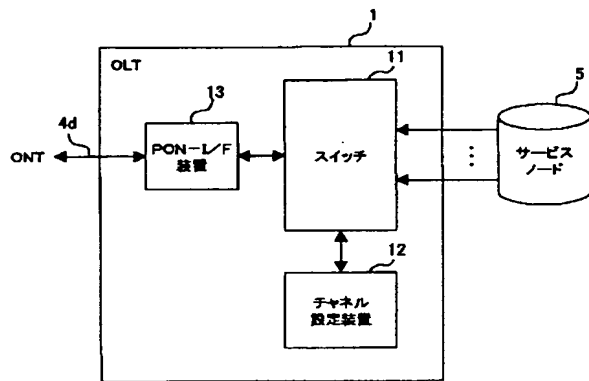 1
OLT
11
5
13
4d
ONT
PON-I/F
装置
スイッチ
サービス
ノード
12
チャネル
設定装置